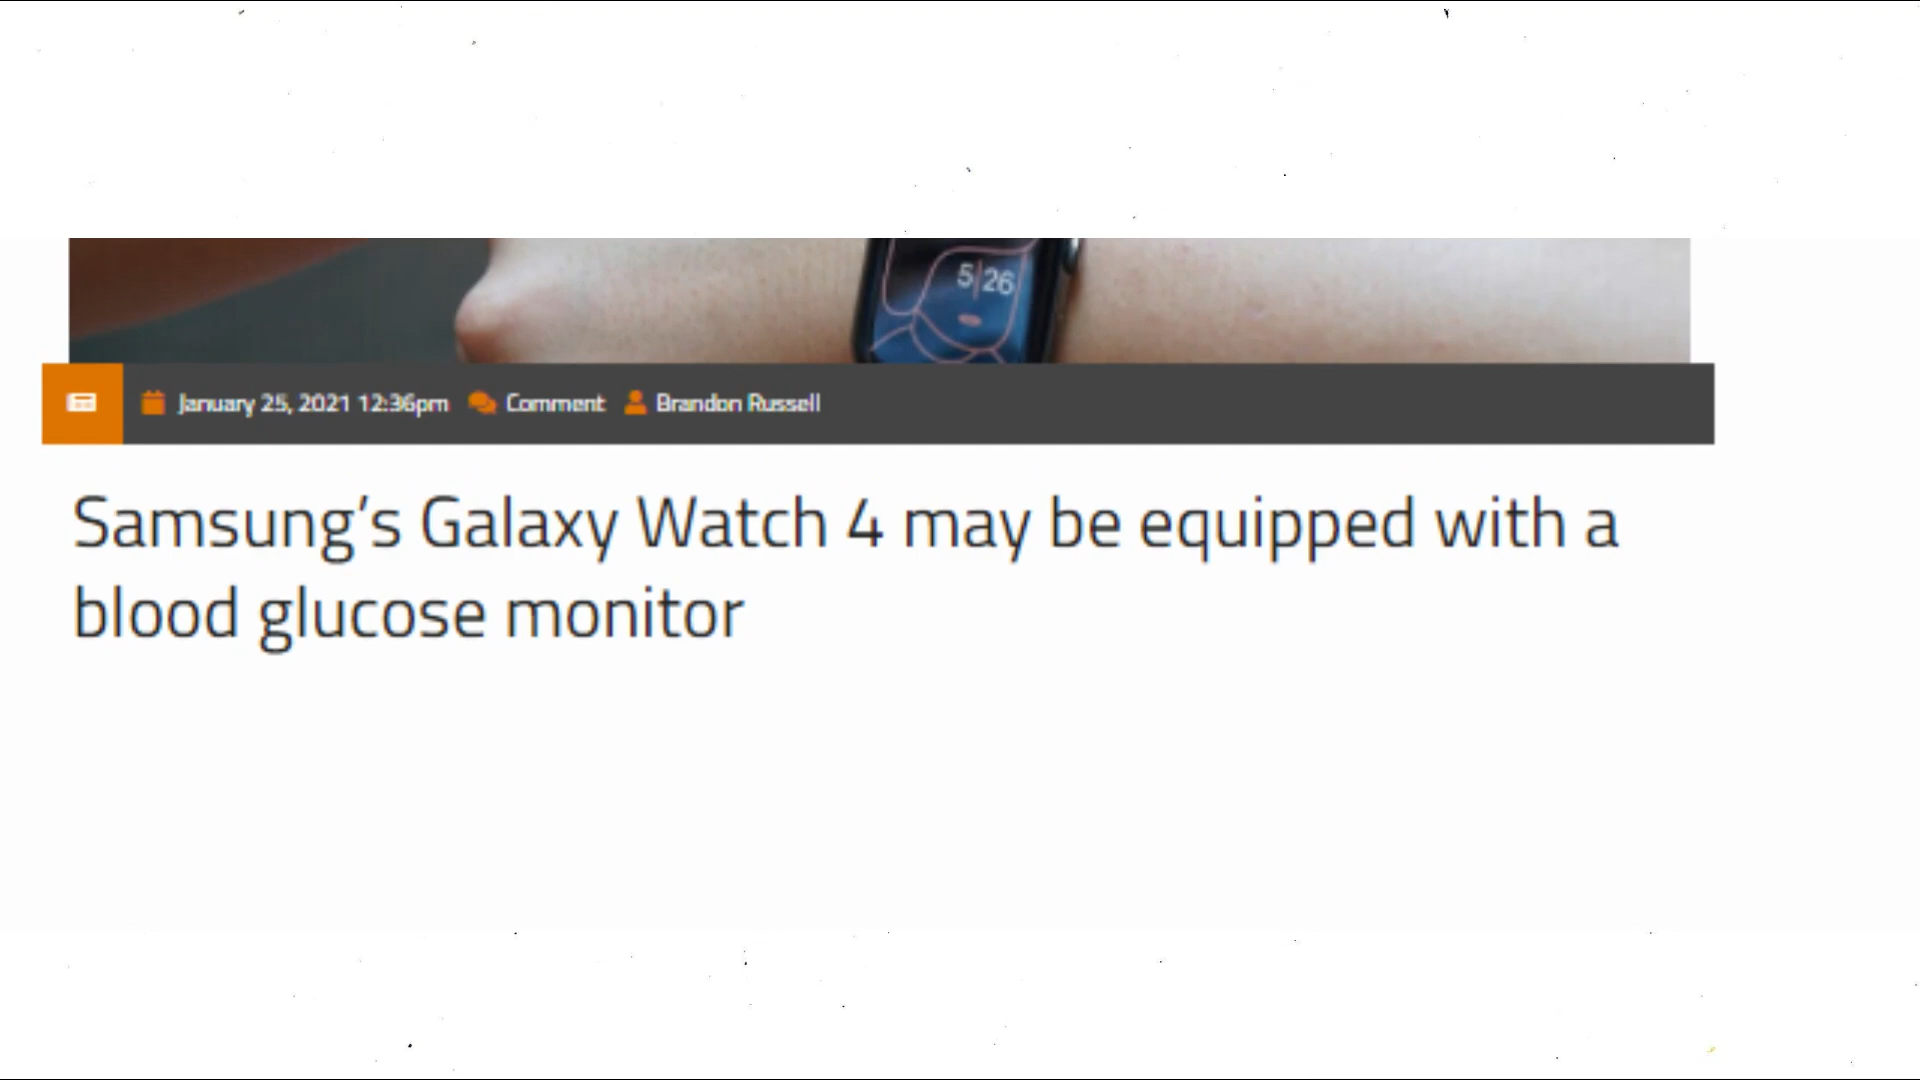 5|26
January 25, 2021 12:36pm Comment Brandon Russell
Samsung’s Galaxy Watch 4 may be equipped with a
blood glucose monitor